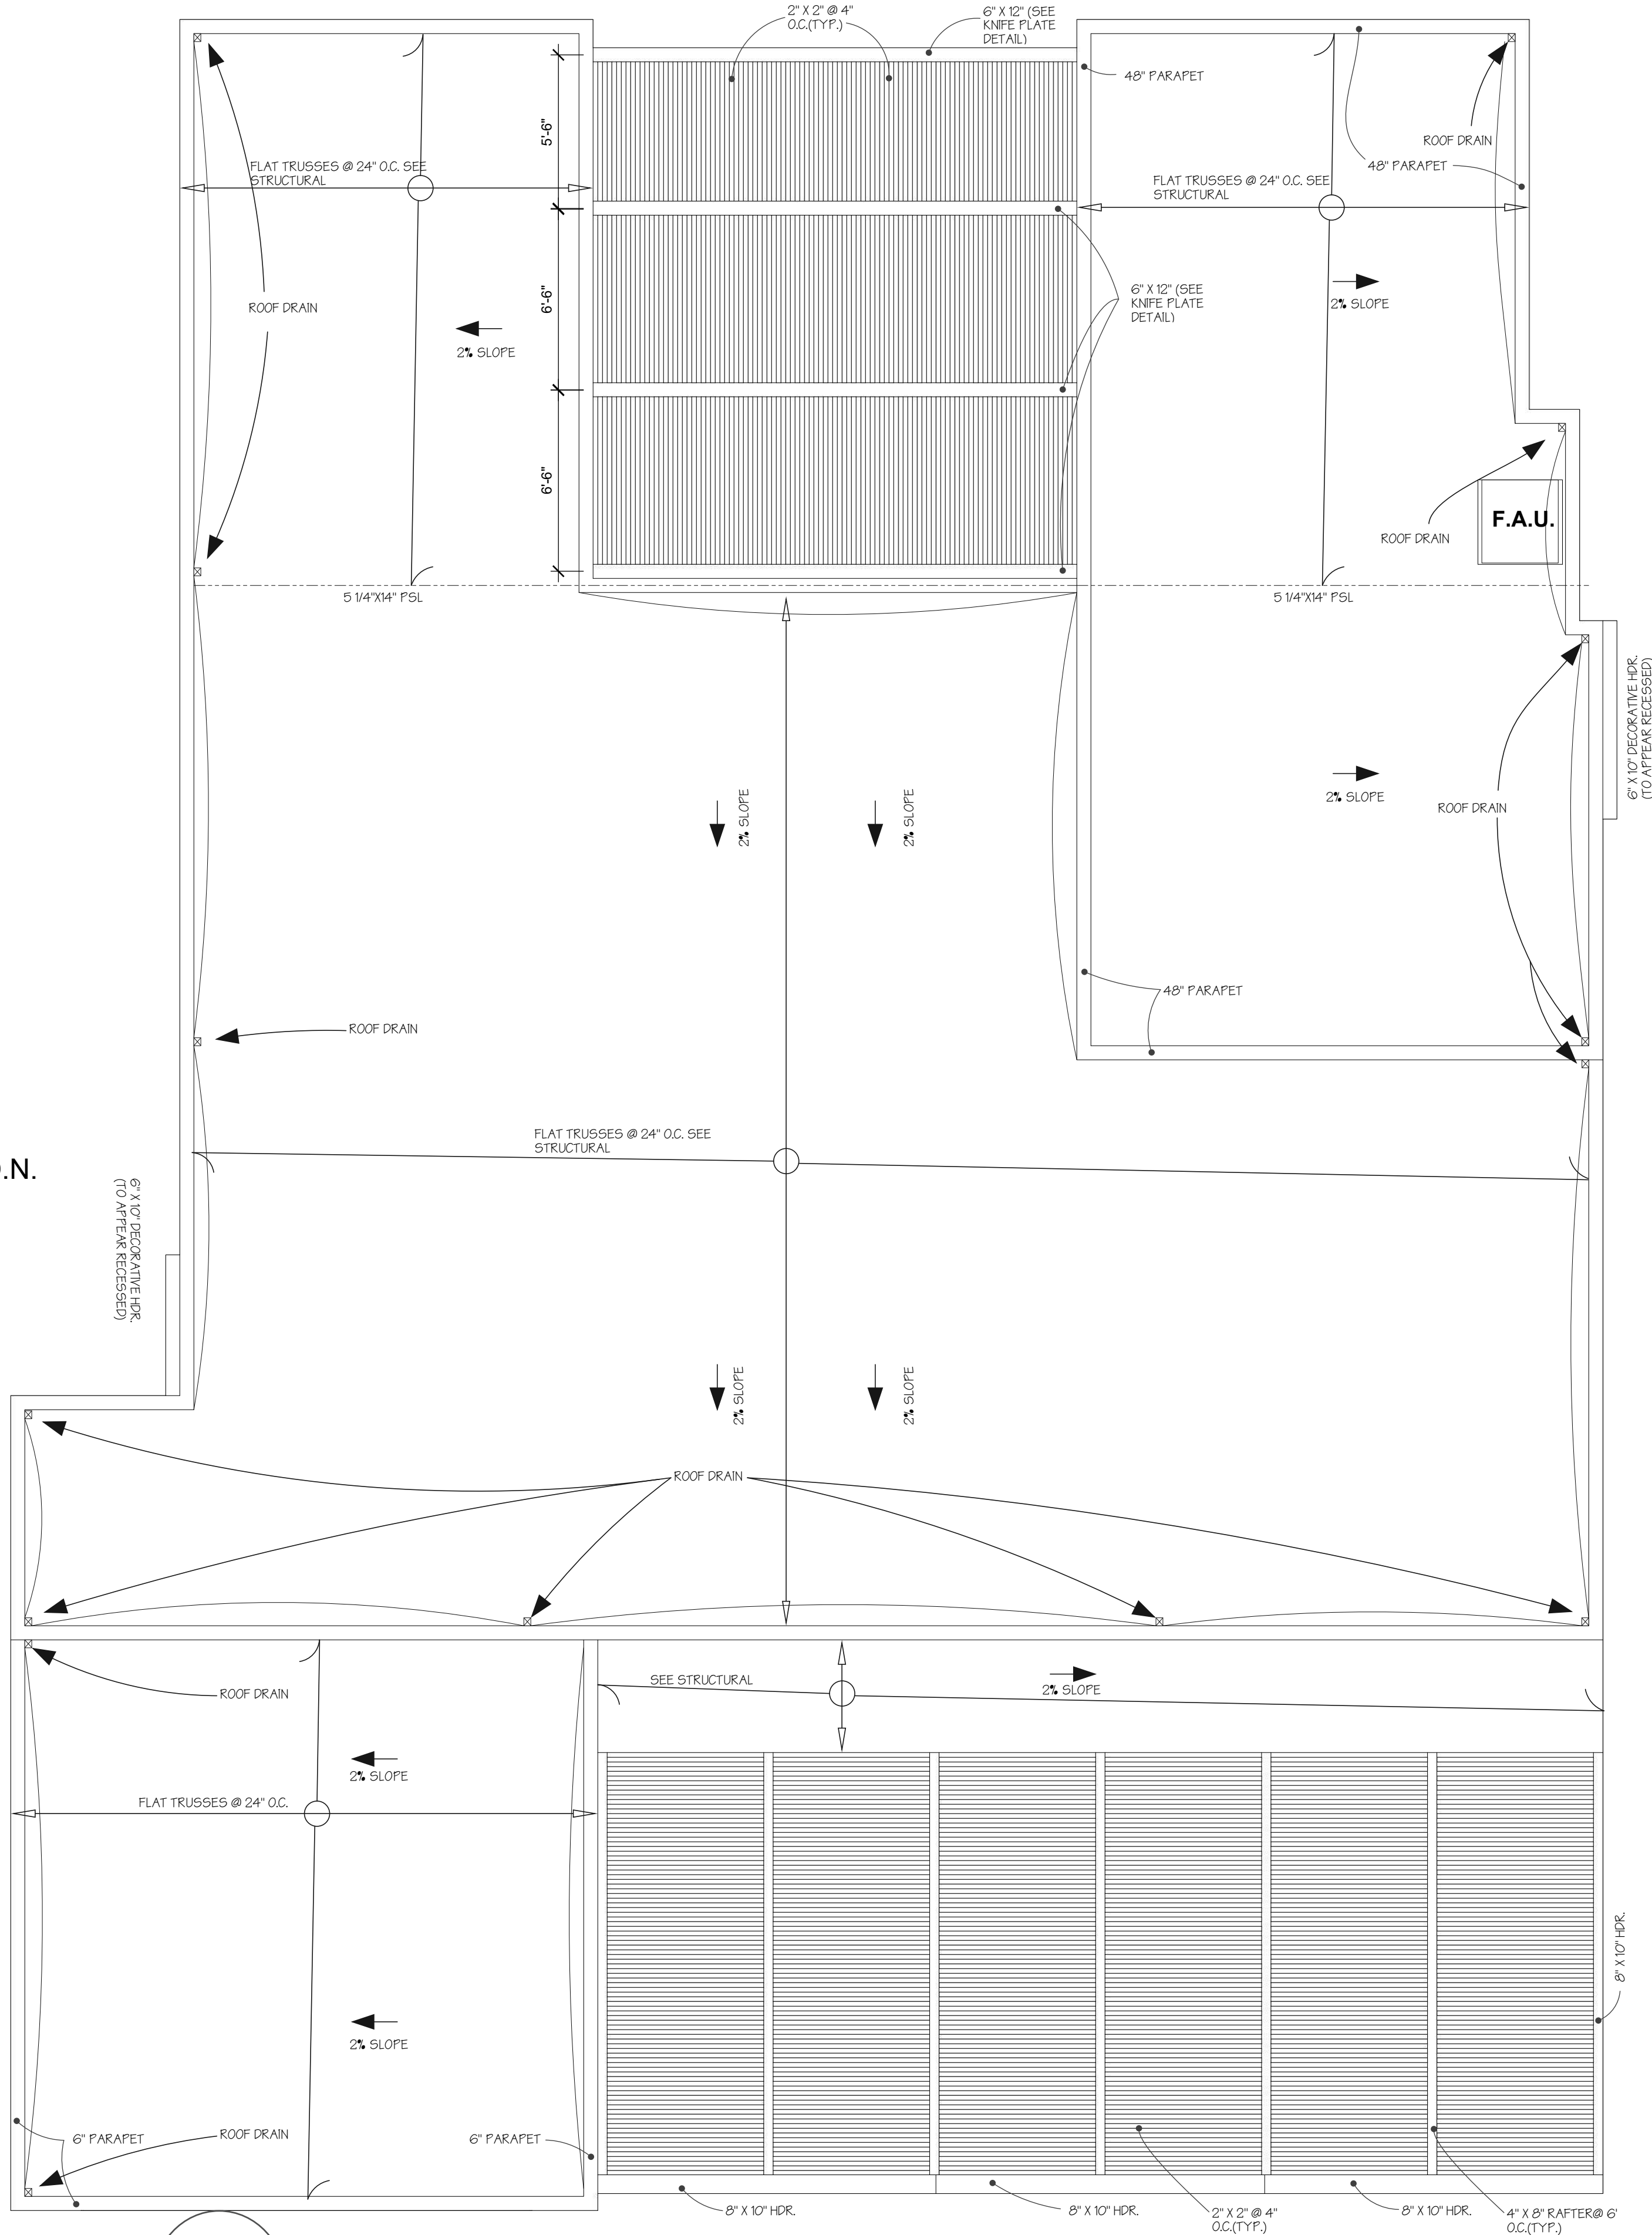 2" X 2" @ 4"
O.C.(TYP.)
6" X 12" (SEE
KNIFE PLATE
DETAIL)
48" PARAPET
ROOF DRAIN
48" PARAPET
5'-6"
FLAT TRUSSES @ 24" O.C. SEE
STRUCTURAL
FLAT TRUSSES @ 24" O.C. SEE
STRUCTURAL
ROOF DRAIN
6'-6"
6" X 12" (SEE
KNIFE PLATE
DETAIL)
2% SLOPE
2% SLOPE
6'-6"
F.A.U.
ROOF DRAIN
5 1/4"X14" PSL
5 1/4"X14" PSL
6" X 10" DECORATIVE HDR.
(TO APPEAR RECESSED)
2% SLOPE
2% SLOPE
2% SLOPE
ROOF DRAIN
48" PARAPET
ROOF DRAIN
FLAT TRUSSES @ 24" O.C. SEE
STRUCTURAL
.N.
6" X 10" DECORATIVE HDR.
(TO APPEAR RECESSED)
2% SLOPE
2% SLOPE
ROOF DRAIN
SEE STRUCTURAL
2% SLOPE
ROOF DRAIN
2% SLOPE
FLAT TRUSSES @ 24" O.C.
8" X 10" HDR.
2% SLOPE
6" PARAPET
ROOF DRAIN
6" PARAPET
8" X 10" HDR.
8" X 10" HDR.
2" X 2" @ 4"
O.C.(TYP.)
8" X 10" HDR.
4" X 8" RAFTER@ 6'
O.C.(TYP.)